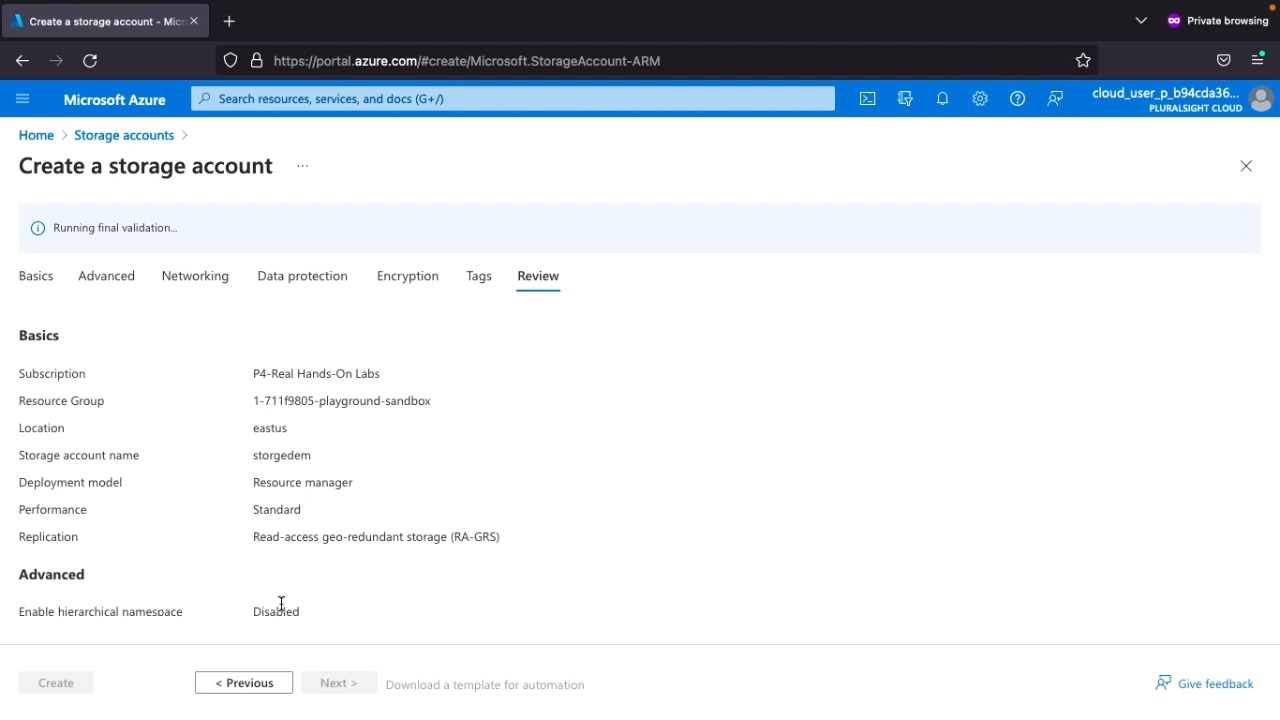 Create a storage account - Micr
Private browsing
https://portal.azure.com/#create/Microsoft.StorageAccount-ARM
Microsoft Azure
Search resources, services, and docs (G+/)
cloud_user_p_b94cda36...
PLURALSIGHT CLOUD
Home > Storage accounts >
Create a storage account ...
Running final validation...
Basics Advanced Networking Data protection Encryption Tags Review
Basics
Subscription P4-Real Hands-On Labs
Resource Group 1-711f9805-playground-sandbox
Location eastus
Storage account name storgedem
Deployment model Resource manager
Performance Standard
Replication Read-access geo-redundant storage (RA-GRS)
Advanced
Enable hierarchical namespace Disabled
Create < Previous Next > Download a template for automation Give feedback